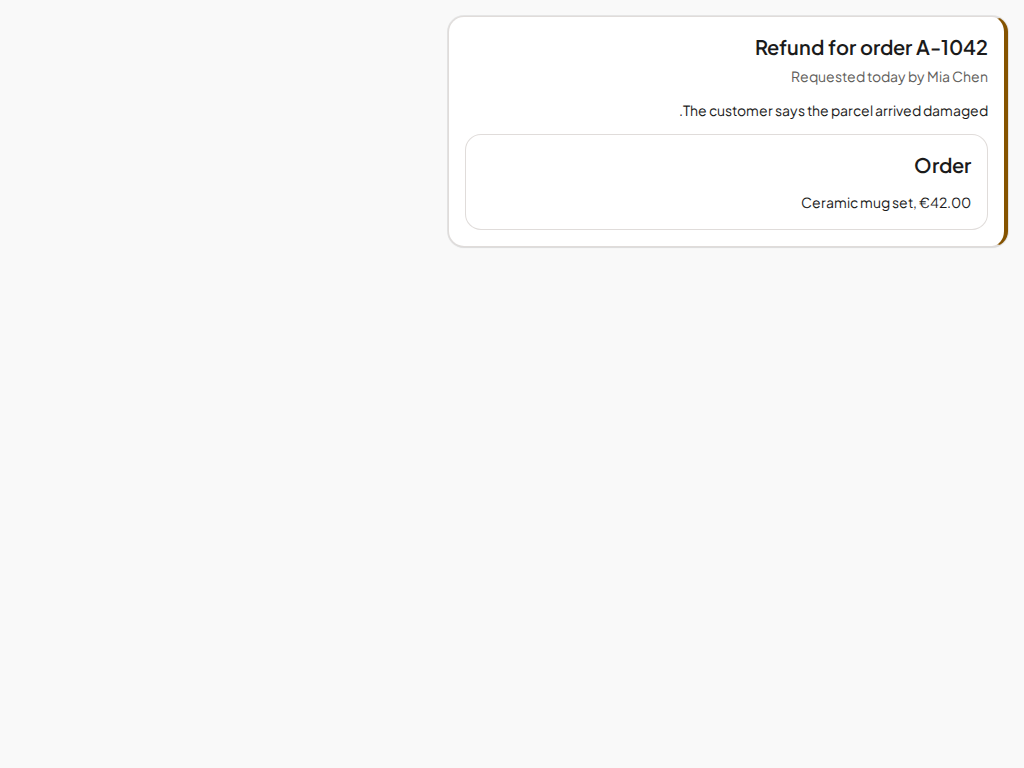 Refund for order A-1042
Requested today by Mia Chen
.The customer says the parcel arrived damaged
Order
Ceramic mug set, €42.00